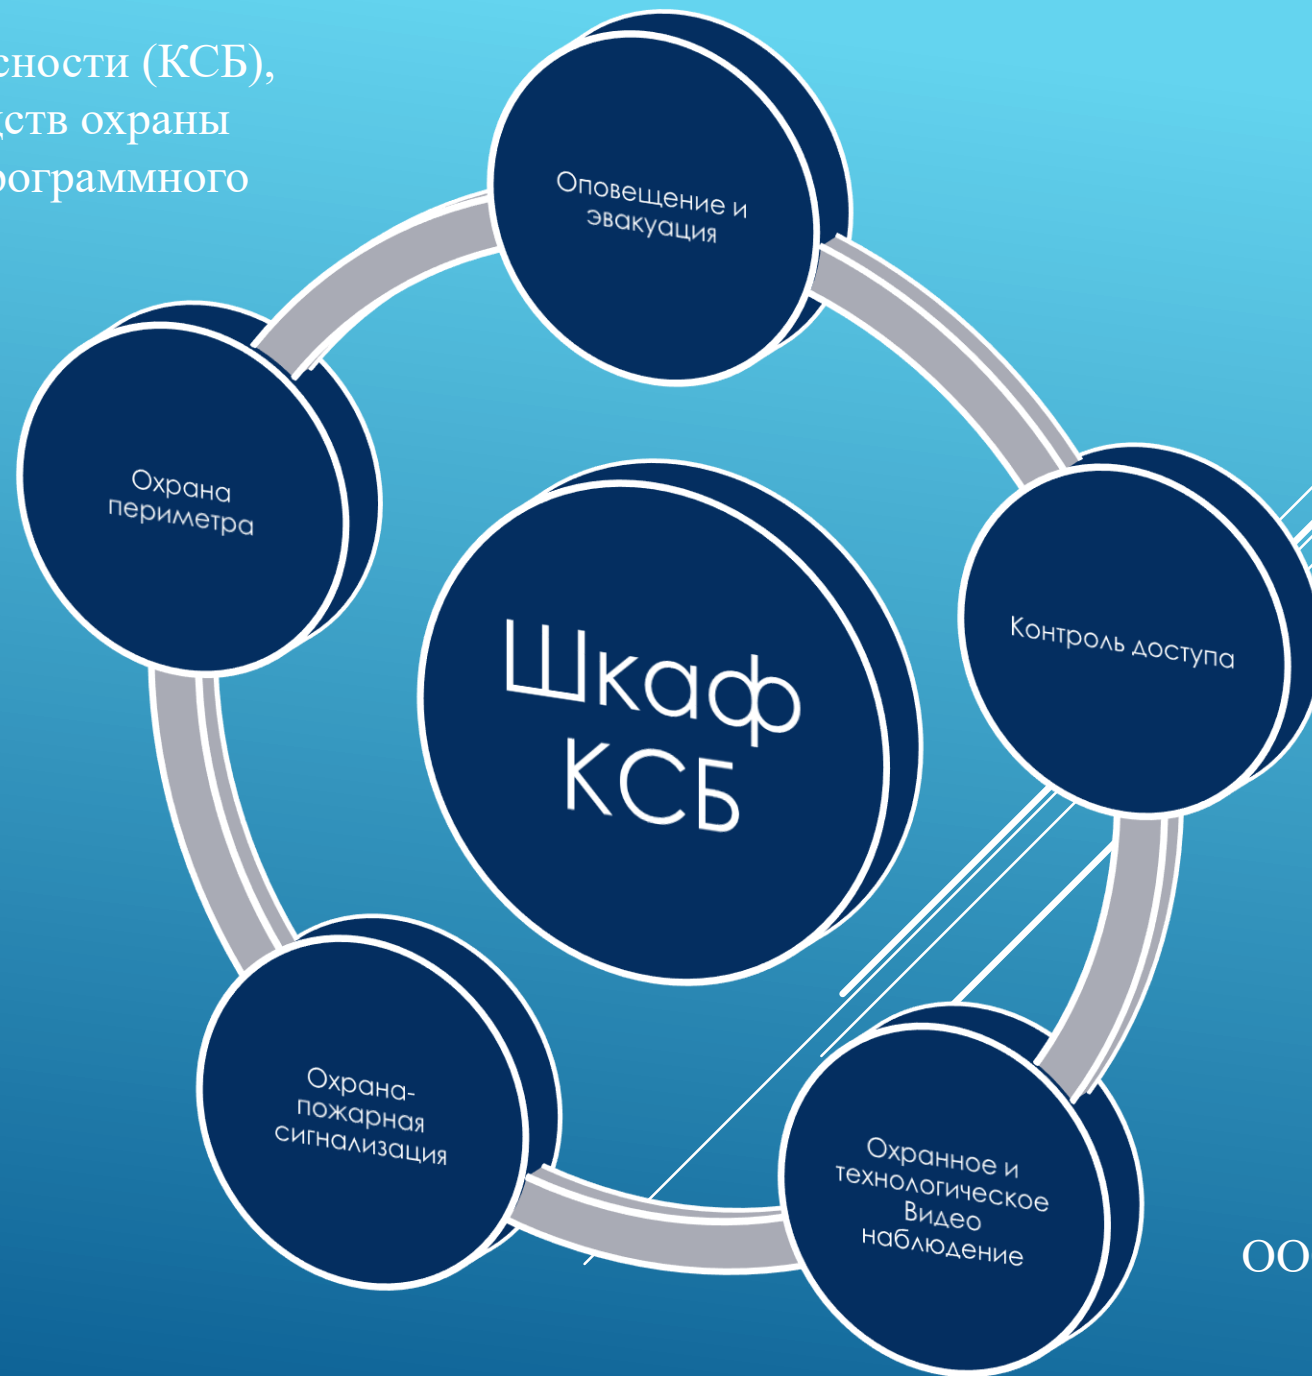 сности (КСБ),
дств охраны
рограммного
Оповещение и
эвакуация
Охрана
периметра
Контроль доступа
Шкаф
КСБ
Охрана-
пожарная
сигнализация
Охранное и
технологическое
Видео
наблюдение
ОО